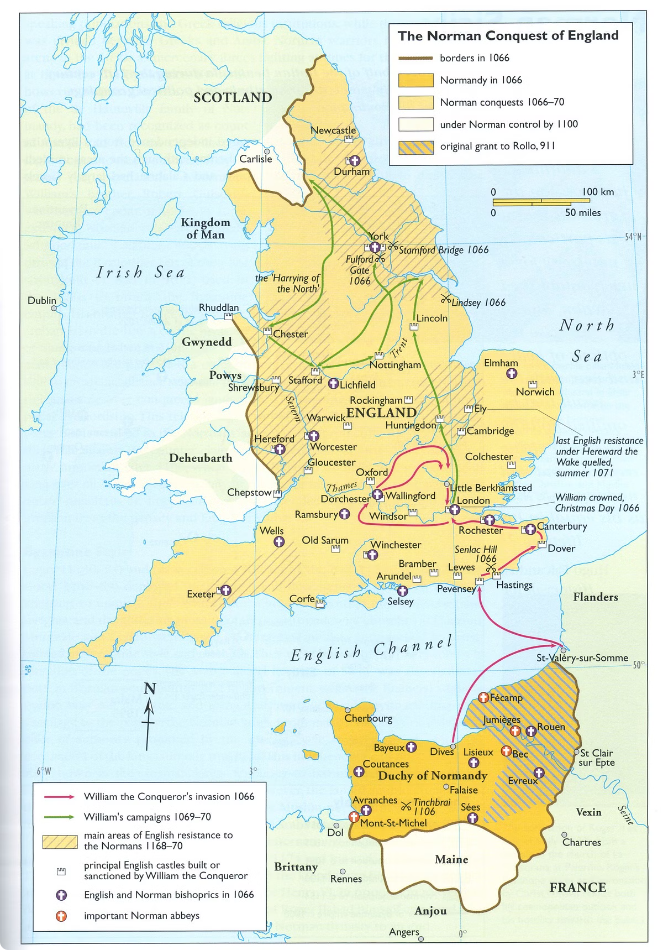 The Norman Conquest of England
borders in 1066
Normandy in 1066
Norman conquests 1066–70
under Norman control by 1100
original grant to Rollo, 911
0 100 km
0 50 miles
SCOTLAND
Newcastle
Carlisle
Durham
Kingdom
of Man
54°N
York
Stamford Bridge 1066
Fulford
Gate
1066
Irish Sea
the 'Harrying of
the North'
Lindsey 1066
Dublin
Rhuddlan
Lincoln
North
Sea
Chester
Gwynedd
Trent
Nottingham
Elmham
3°E
Powys
Stafford
Lichfield
Shrewsbury
Norwich
Rockingham
Severn
ENGLAND
Ely
Warwick
Huntingdon
Cambridge
last English resistance
under Hereward the
Wake quelled,
summer 1071
Hereford
Worcester
Deheubarth
Gloucester
Colchester
Oxford
Chepstow
Thames
Little Berkhamsted
Dorchester
Wallingford
London
William crowned,
Christmas Day 1066
Ramsbury
Windsor
Rochester
Canterbury
Wells
Old Sarum
Winchester
Senlac Hill
1066
Dover
Bramber
Lewes
Arundel
Hastings
Pevensey
Exeter
Corfe
Selsey
Flanders
English Channel
St-Valéry-sur-Somme
50°
N
Fécamp
Cherbourg
Jumièges
Rouen
Bayeux
Dives
Lisieux
Bec
St Clair
sur Epte
Coutances
Duchy of Normandy
Evreux
6°W
3°
Falaise
Avranches
Tinchbrai
1106
Sées
Vexin
Seine
Mont-St-Michel
Dol
Chartres
Maine
Brittany
Rennes
FRANCE
Anjou
Angers
0°
William the Conqueror's invasion 1066
William's campaigns 1069–70
main areas of English resistance to
the Normans 1168–70
principal English castles built or
sanctioned by William the Conqueror
English and Norman bishoprics in 1066
important Norman abbeys